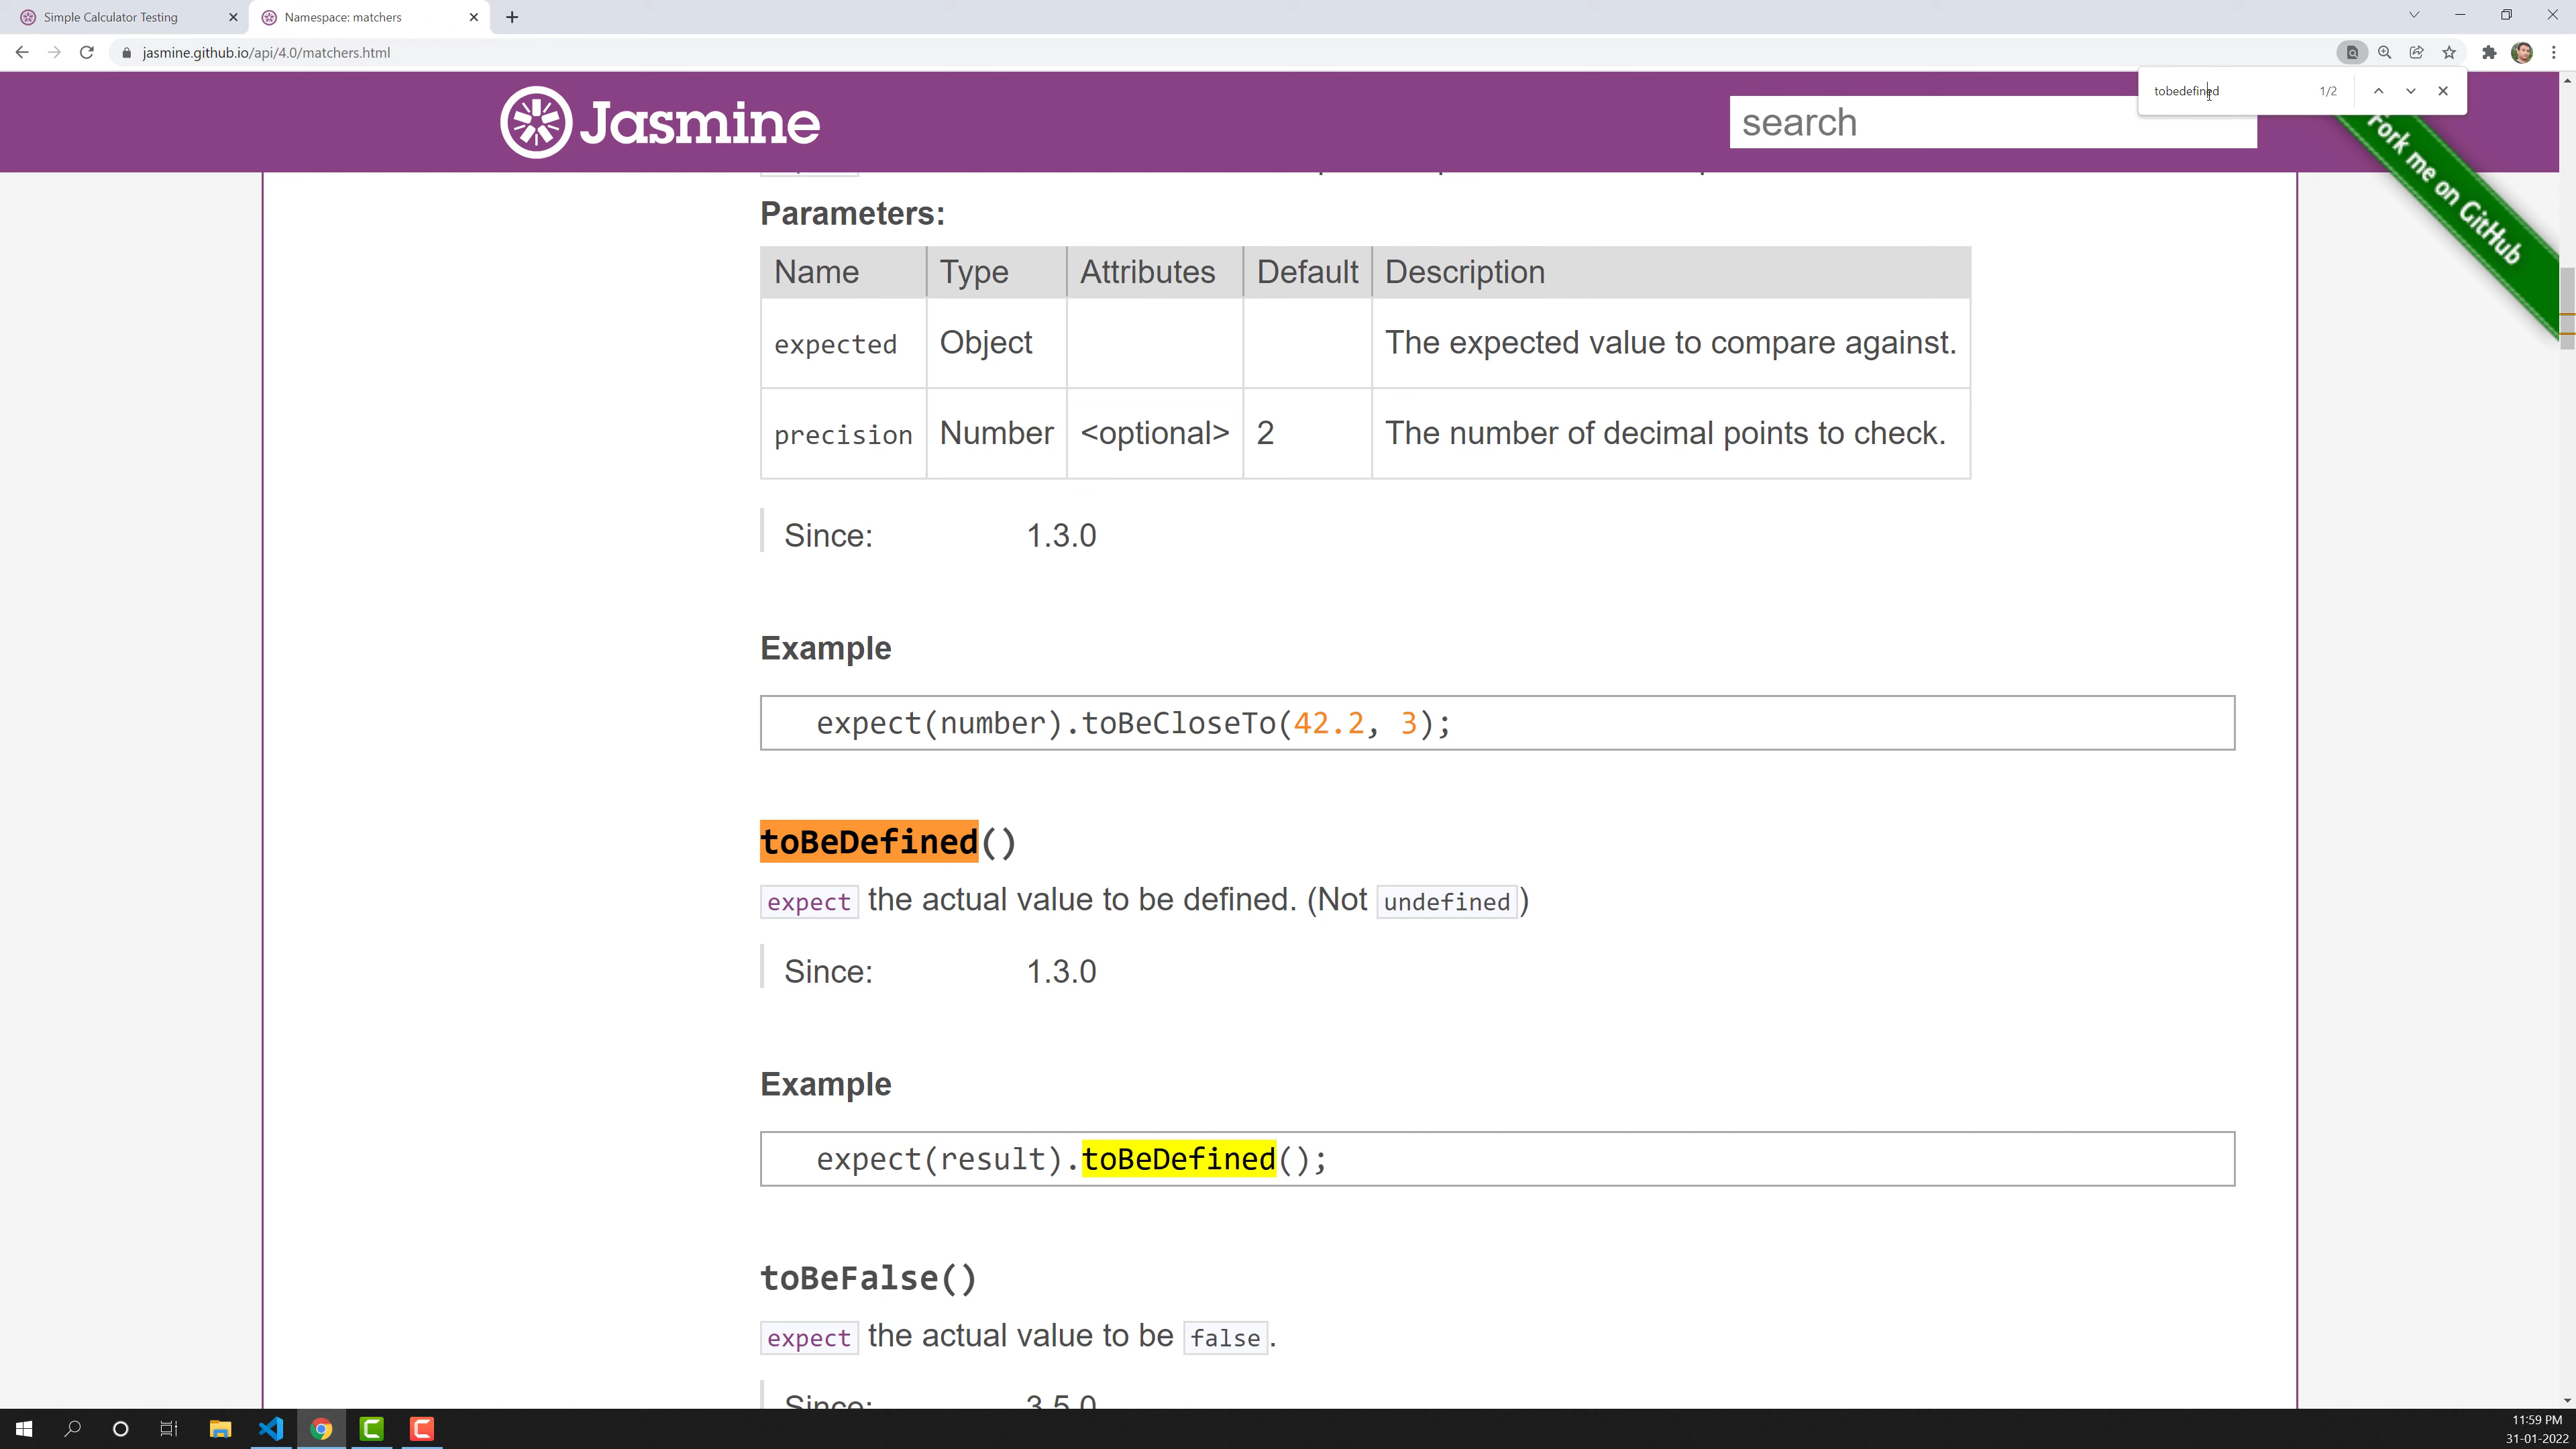 Simple Calculator Testing
Namespace: matchers
jasmine.github.io/api/4.0/matchers.html
tobedefined 1/2
Jasmine
search
Fork me on GitHub
Parameters:
Name Type Attributes Default Description
expected Object The expected value to compare against.
precision Number <optional> 2 The number of decimal points to check.
Since: 1.3.0
Example
expect(number).toBeCloseTo(42.2, 3);
toBeDefined()
expect the actual value to be defined. (Not undefined)
Since: 1.3.0
Example
expect(result).toBeDefined();
toBeFalse()
expect the actual value to be false.
Since: 3.5.0
11:59 PM
31-01-2022